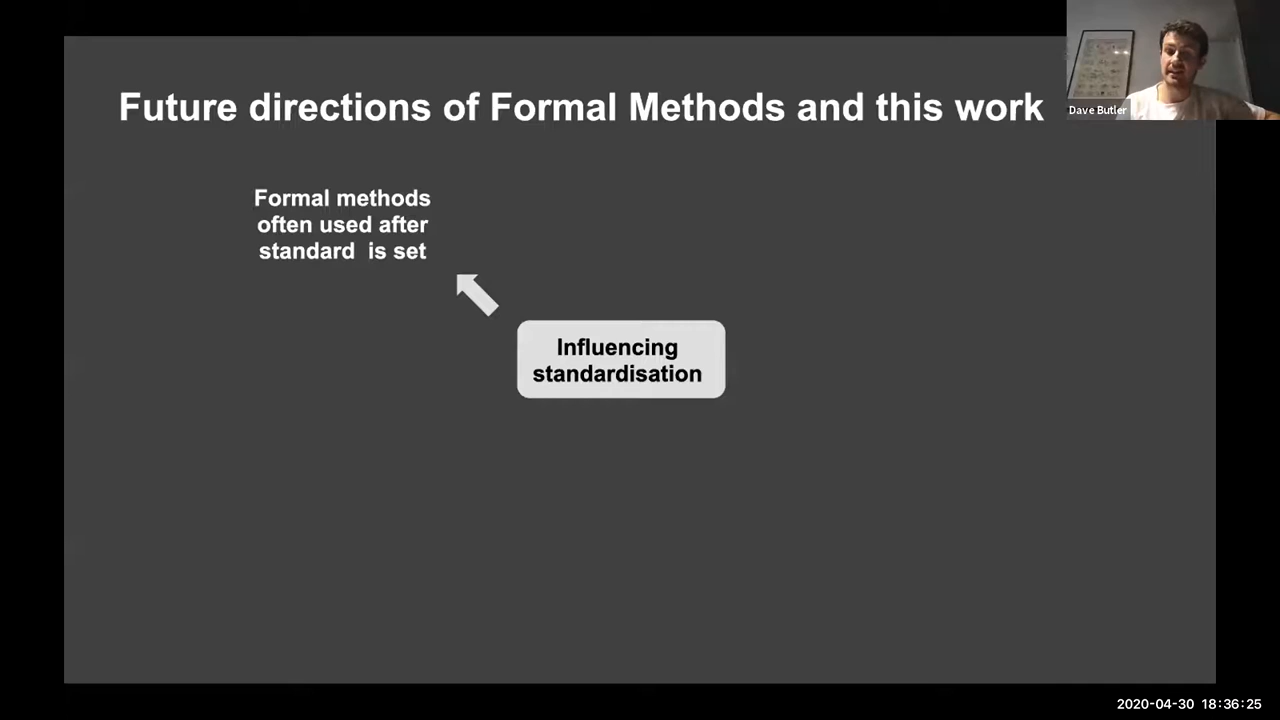 Future directions of Formal Methods and this work
Dave Butler
Formal methods
often used after
standard is set
Influencing
standardisation
2020-04-30 18:36:25